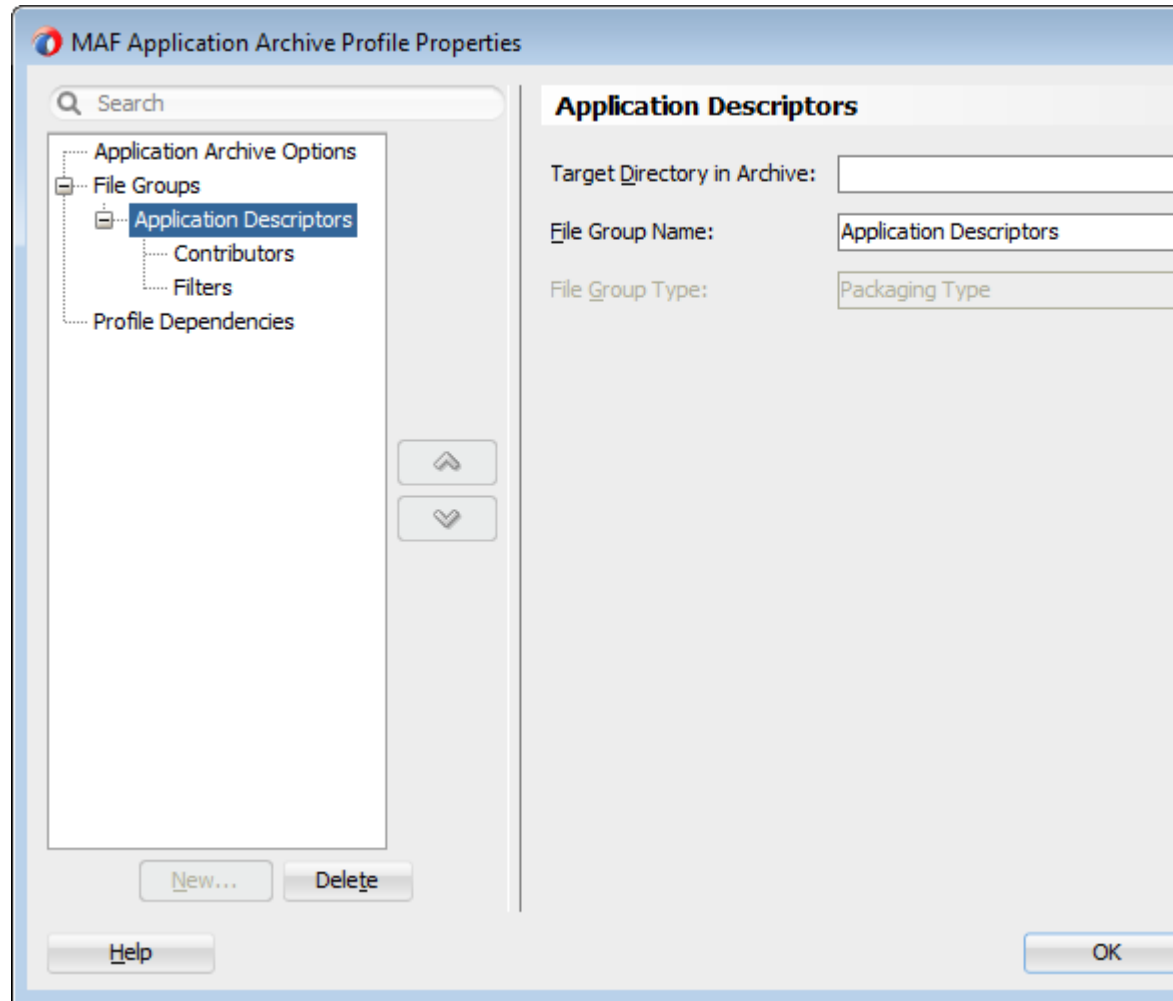 MAF Application Archive Profile Properties
Search
Application Archive Options
File Groups
Application Descriptors
Contributors
Filters
Profile Dependencies
New...
Delete
Help
Application Descriptors
Target Directory in Archive:
File Group Name: Application Descriptors
File Group Type: Packaging Type
OK